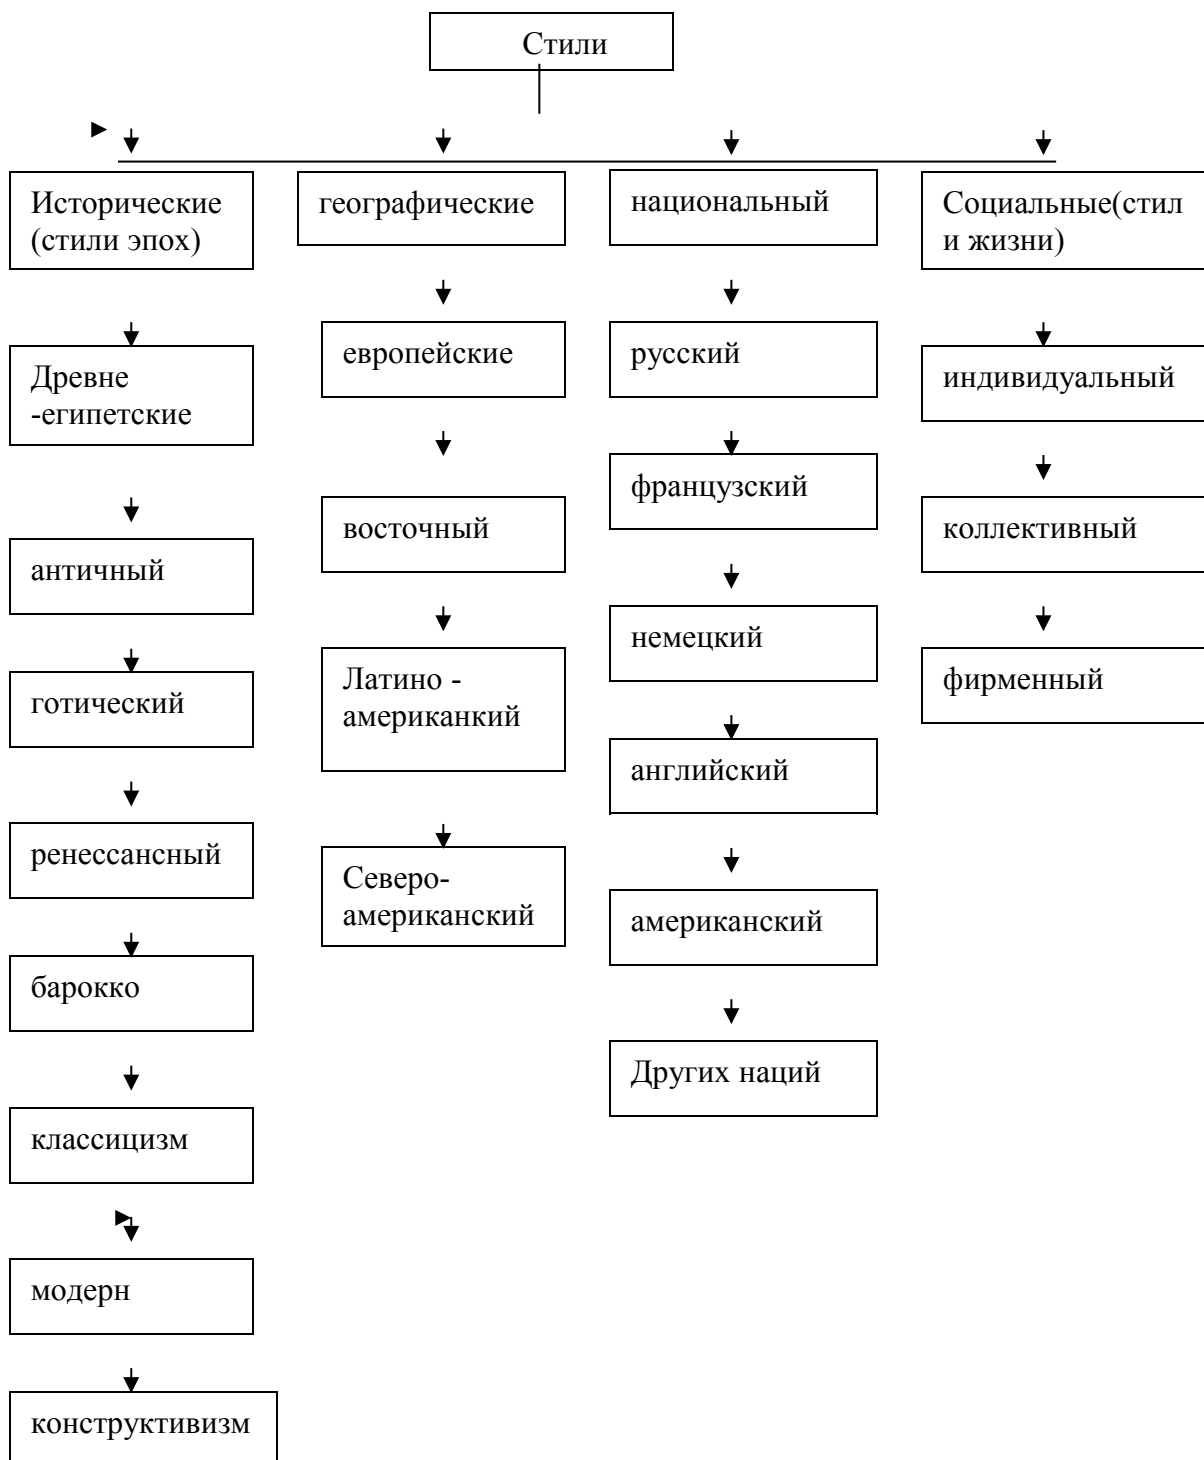 Стили
Исторические
(стили эпох)
географические
национальный
Социальные(стил
и жизни)
Древне
-египетские
античный
готический
ренессансный
барокко
классицизм
модерн
конструктивизм
европейские
восточный
Латино -
американкий
Северо-
американский
русский
французский
немецкий
английский
американский
Других наций
индивидуальный
коллективный
фирменный